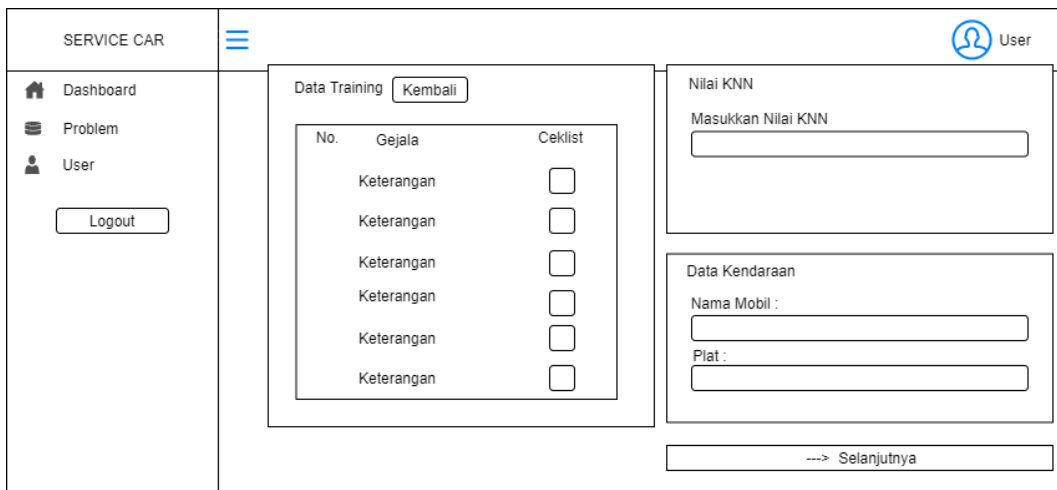 SERVICE CAR
User
Dashboard
Problem
User
Logout
Data Training
Kembali
No. Gejala Ceklist
Keterangan
Keterangan
Keterangan
Keterangan
Keterangan
Keterangan
Nilai KNN
Masukkan Nilai KNN
Data Kendaraan
Nama Mobil :
Plat :
---> Selanjutnya